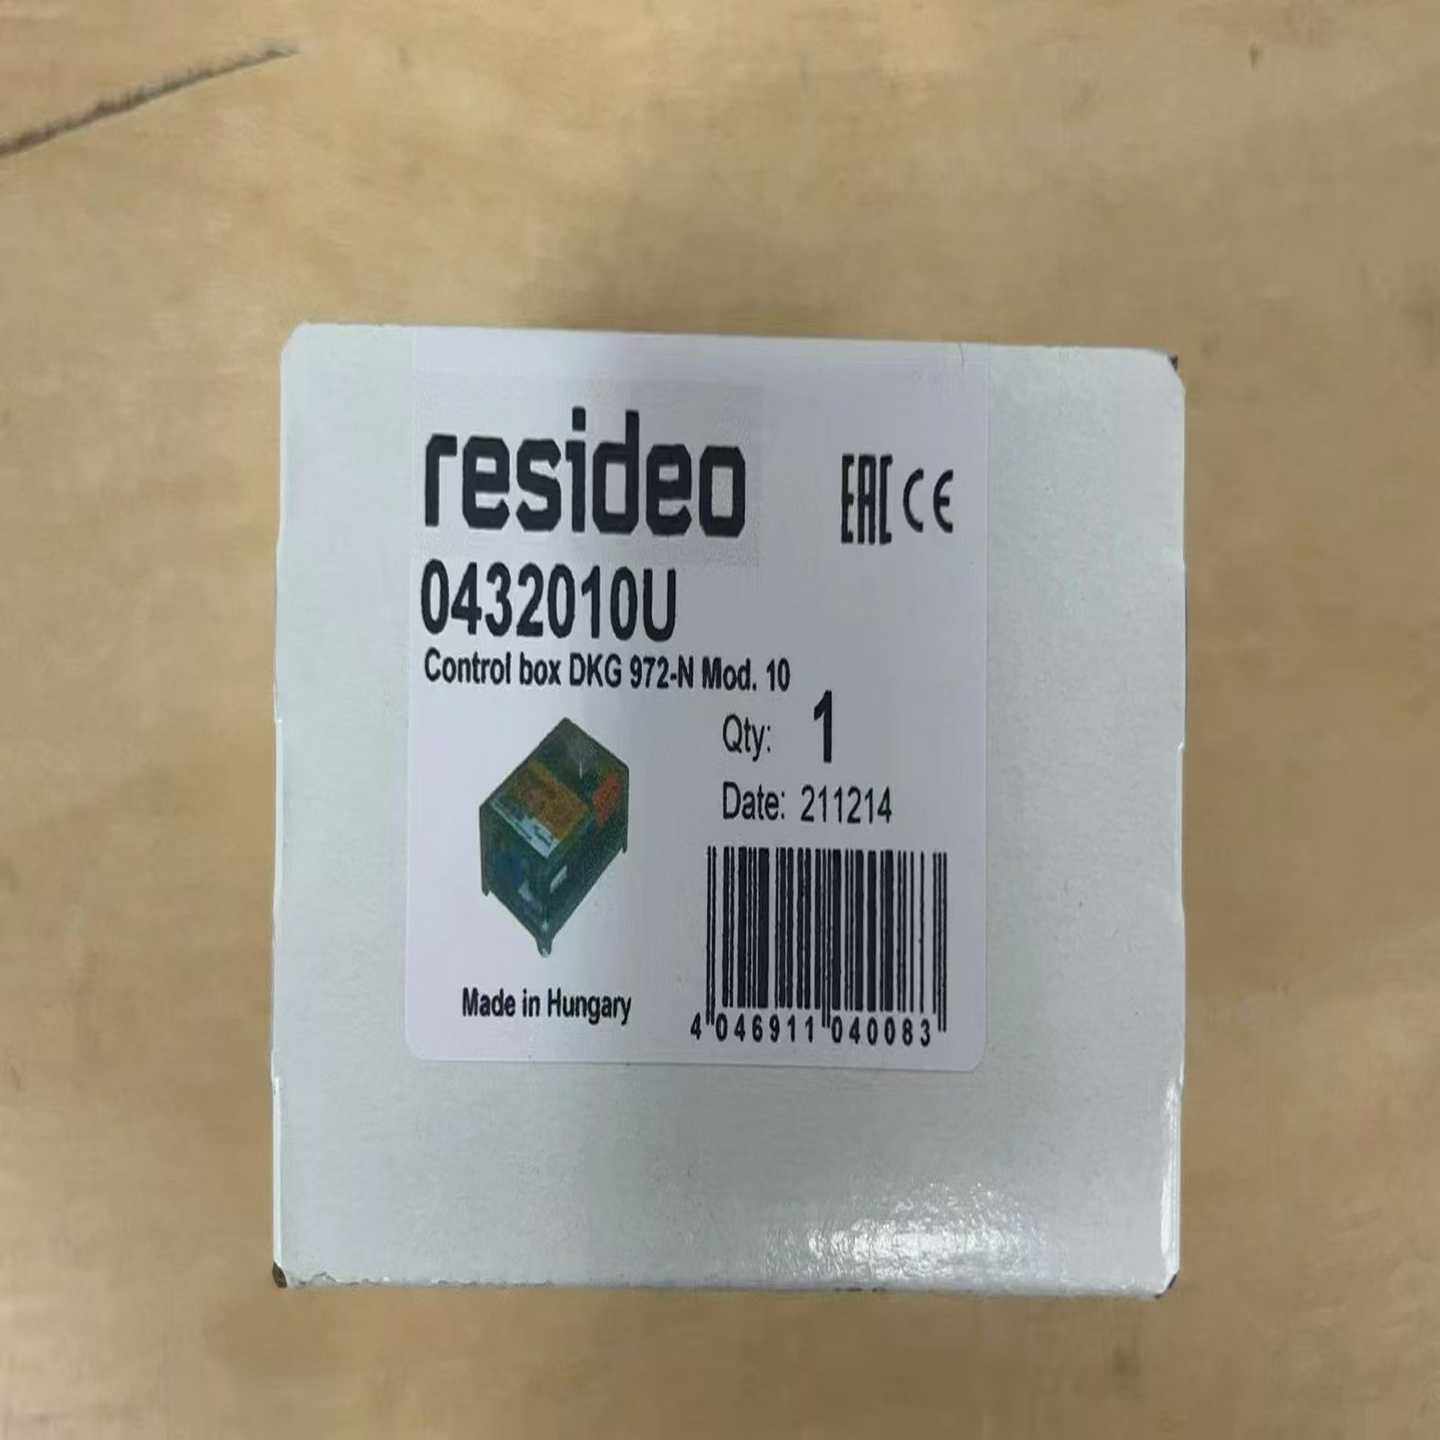 resideo
EAC CE
0432010U
Control box DKG 972-N Mod. 10
Qty: 1
Date: 211214
Made in Hungary
4 046911 040083